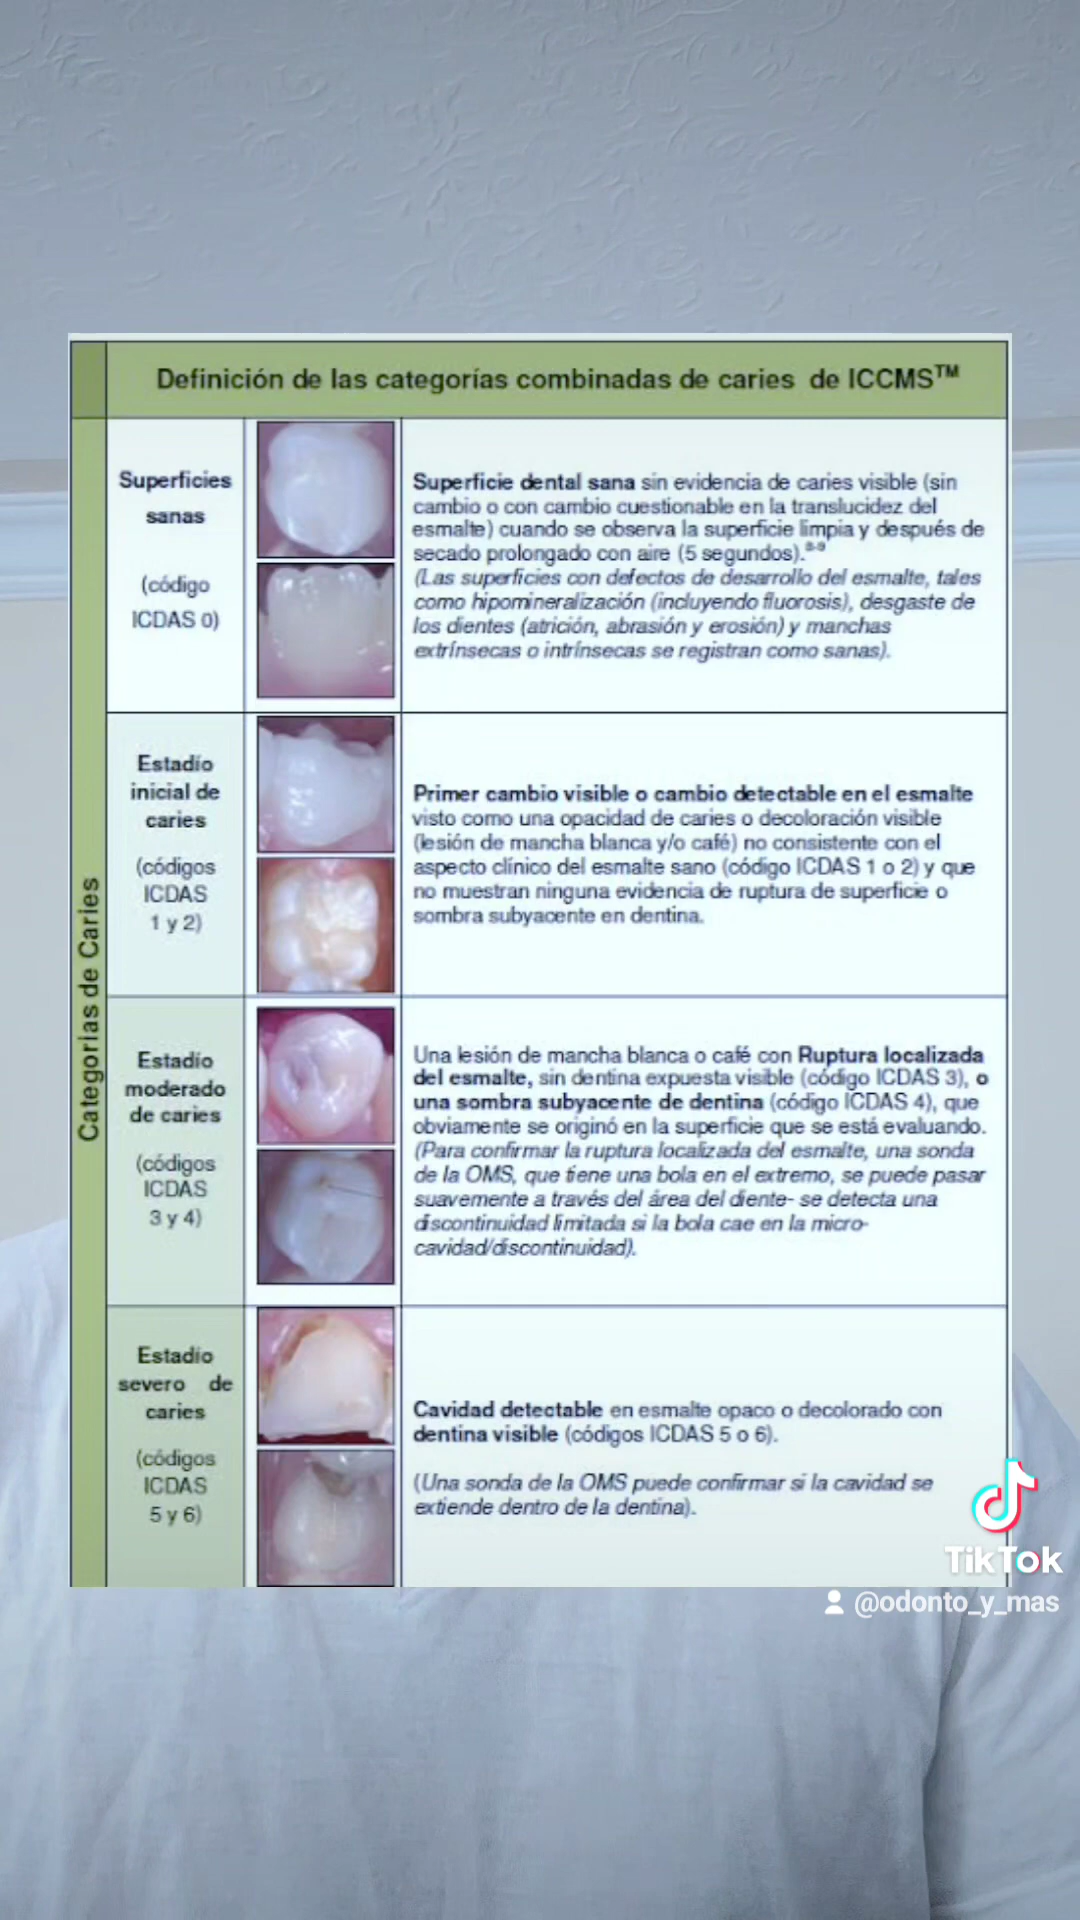 Definición de las categorías combinadas de caries de ICCMS™
Categorías de Caries
Superficies
sanas
(código
ICDAS 0)
Superficie dental sana sin evidencia de caries visible (sin
cambio o con cambio cuestionable en la translucidez del
esmalte) cuando se observa la superficie limpia y después de
secado prolongado con aire (5 segundos).⁸⁻⁹
(Las superficies con defectos de desarrollo del esmalte, tales
como hipomineralización (incluyendo fluorosis), desgaste de
los dientes (atrición, abrasión y erosión) y manchas
extrínsecas o intrínsecas se registran como sanas).
Estadío
inicial de
caries
(códigos
ICDAS
1 y 2)
Primer cambio visible o cambio detectable en el esmalte
visto como una opacidad de caries o decoloración visible
(lesión de mancha blanca y/o café) no consistente con el
aspecto clínico del esmalte sano (código ICDAS 1 o 2) y que
no muestran ninguna evidencia de ruptura de superficie o
sombra subyacente en dentina.
Estadío
moderado
de caries
(códigos
ICDAS
3 y 4)
Una lesión de mancha blanca o café con Ruptura localizada
del esmalte, sin dentina expuesta visible (código ICDAS 3), o
una sombra subyacente de dentina (código ICDAS 4), que
obviamente se originó en la superficie que se está evaluando.
(Para confirmar la ruptura localizada del esmalte, una sonda
de la OMS, que tiene una bola en el extremo, se puede pasar
suavemente a través del área del diente- se detecta una
discontinuidad limitada si la bola cae en la micro-
cavidad/discontinuidad).
Estadío
severo de
caries
(códigos
ICDAS
5 y 6)
Cavidad detectable en esmalte opaco o decolorado con
dentina visible (códigos ICDAS 5 o 6).
(Una sonda de la OMS puede confirmar si la cavidad se
extiende dentro de la dentina).
TikTok
@odonto_y_mas